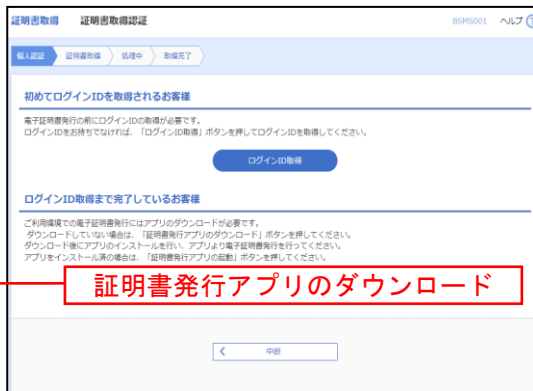 証明書取得 証明書取得認証 BSMS001 ヘルプ ?
個人認証 証明書取得 処理中 取得完了
初めてログインIDを取得されるお客様
電子証明書発行の前にログインIDの取得が必要です。
ログインIDをお持ちでなければ、「ログインID取得」ボタンを押してログインIDを取得してください。
ログインID取得
ログインID取得まで完了しているお客様
ご利用環境での電子証明書発行にはアプリのダウンロードが必要です。
ダウンロードしていない場合は、「証明書発行アプリのダウンロード」ボタンを押してください。
ダウンロード後にアプリのインストールを行い、アプリより電子証明書発行を行ってください。
アプリをインストール済の場合は、「証明書発行アプリの起動」ボタンを押してください。
証明書発行アプリのダウンロード
中断